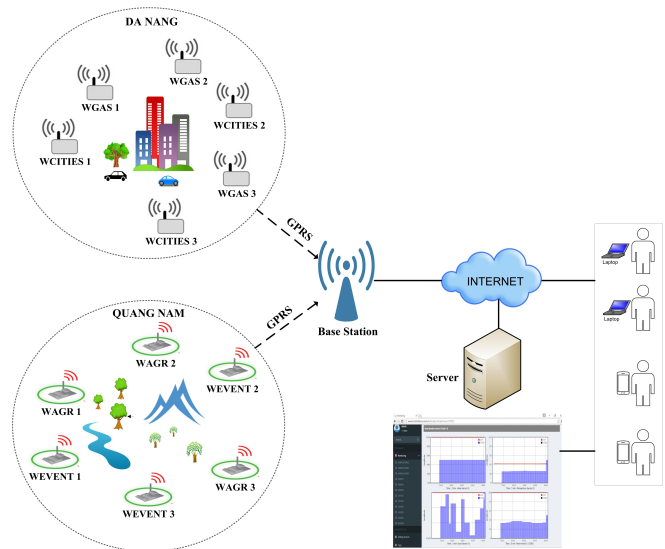 DA NANG
WGAS 2
WGAS 1
WCITIES 2
WCITIES 1
WGAS 3
WCITIES 3
GPRS
Laptop
INTERNET
Laptop
Base Station
GPRS
QUANG NAM
WAGR 2
WEVENT 2
WAGR 1
Server
WEVENT 1
WAGR 3
WEVENT 3